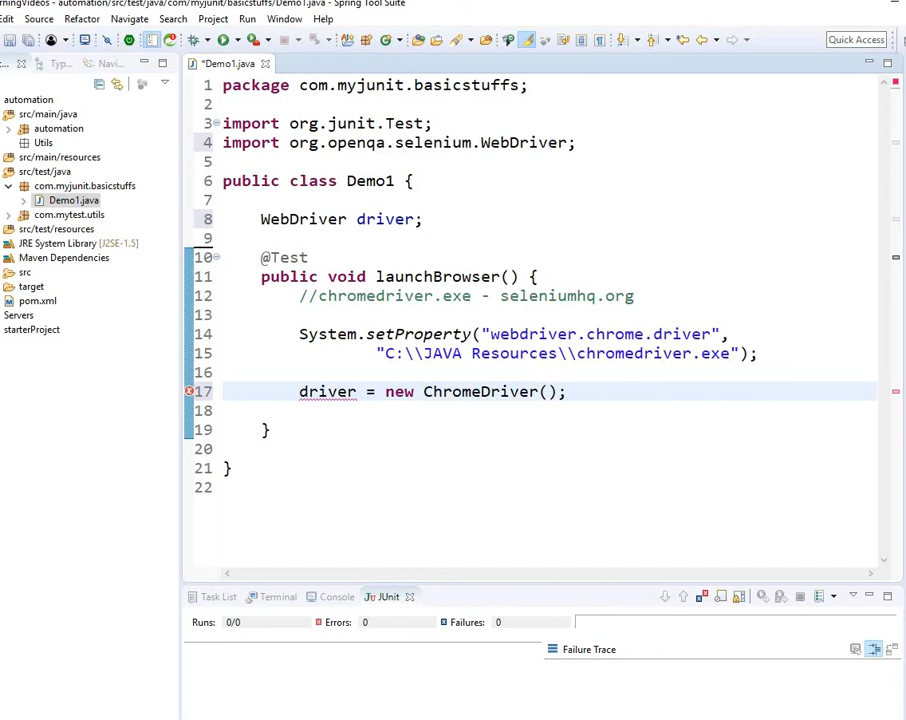 rningVideos - automation/src/test/java/com/myjunit/basicstuffs/Demo1.java - Spring Tool Suite
Edit Source Refactor Navigate Search Project Run Window Help
Quick Access
Typ... Navi...
*Demo1.java
automation
src/main/java
automation
Utils
src/main/resources
src/test/java
com.myjunit.basicstuffs
Demo1.java
com.mytest.utils
src/test/resources
JRE System Library [J2SE-1.5]
Maven Dependencies
src
target
pom.xml
Servers
starterProject
1 package com.myjunit.basicstuffs;
2
3 import org.junit.Test;
4 import org.openqa.selenium.WebDriver;
5
6 public class Demo1 {
7
8 WebDriver driver;
9
10 @Test
11 public void launchBrowser() {
12 //chromedriver.exe - seleniumhq.org
13
14 System.setProperty("webdriver.chrome.driver",
15 "C:\\JAVA Resources\\chromedriver.exe");
16
17 driver = new ChromeDriver();
18
19 }
20
21 }
22
Task List Terminal Console JUnit
Runs: 0/0 Errors: 0 Failures: 0
Failure Trace